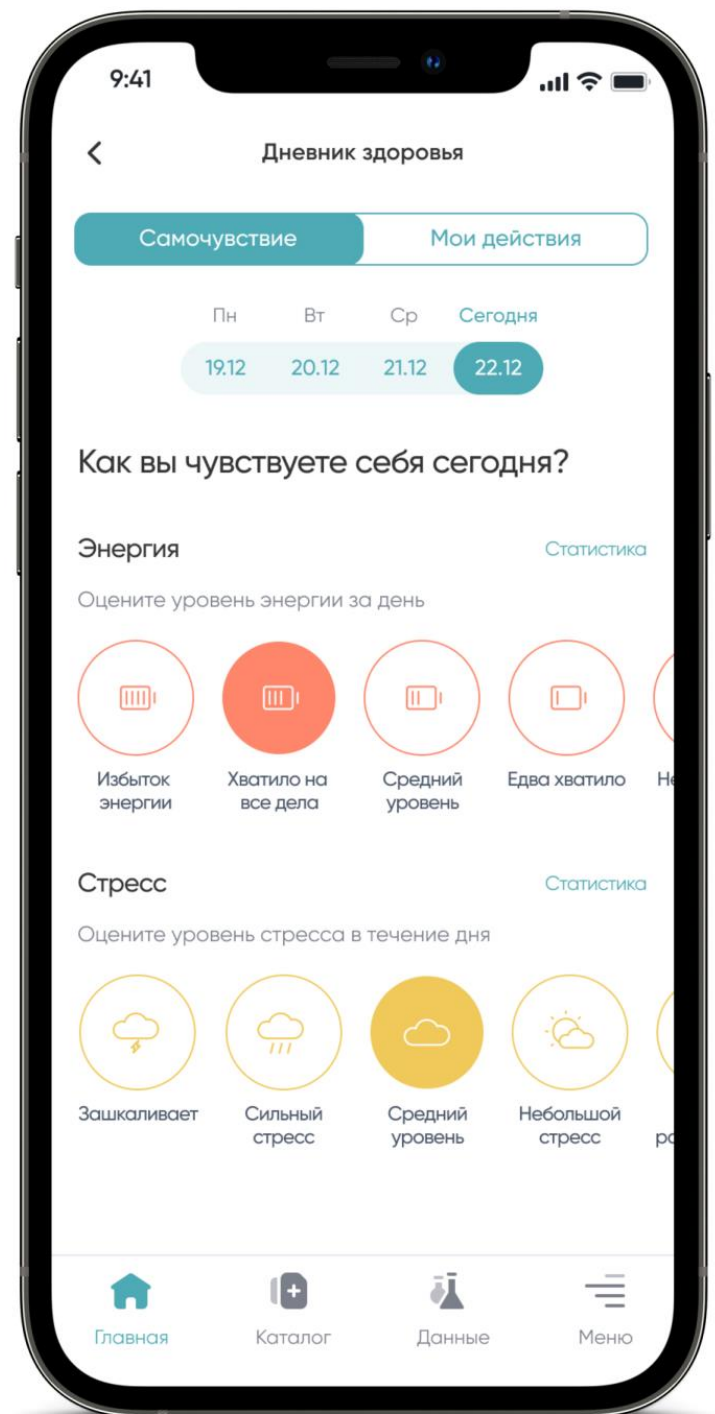 9:41
Дневник здоровья
Самочувствие Мои действия
Пн Вт Ср Сегодня
19.12 20.12 21.12 22.12
Как вы чувствуете себя сегодня?
Энергия Статистика
Оцените уровень энергии за день
Избыток Хватило на Средний Едва хватило
энергии все дела уровень
Стресс Статистика
Оцените уровень стресса в течение дня
Зашкаливает Сильный Средний Небольшой
стресс уровень стресс
Главная Каталог Данные Меню